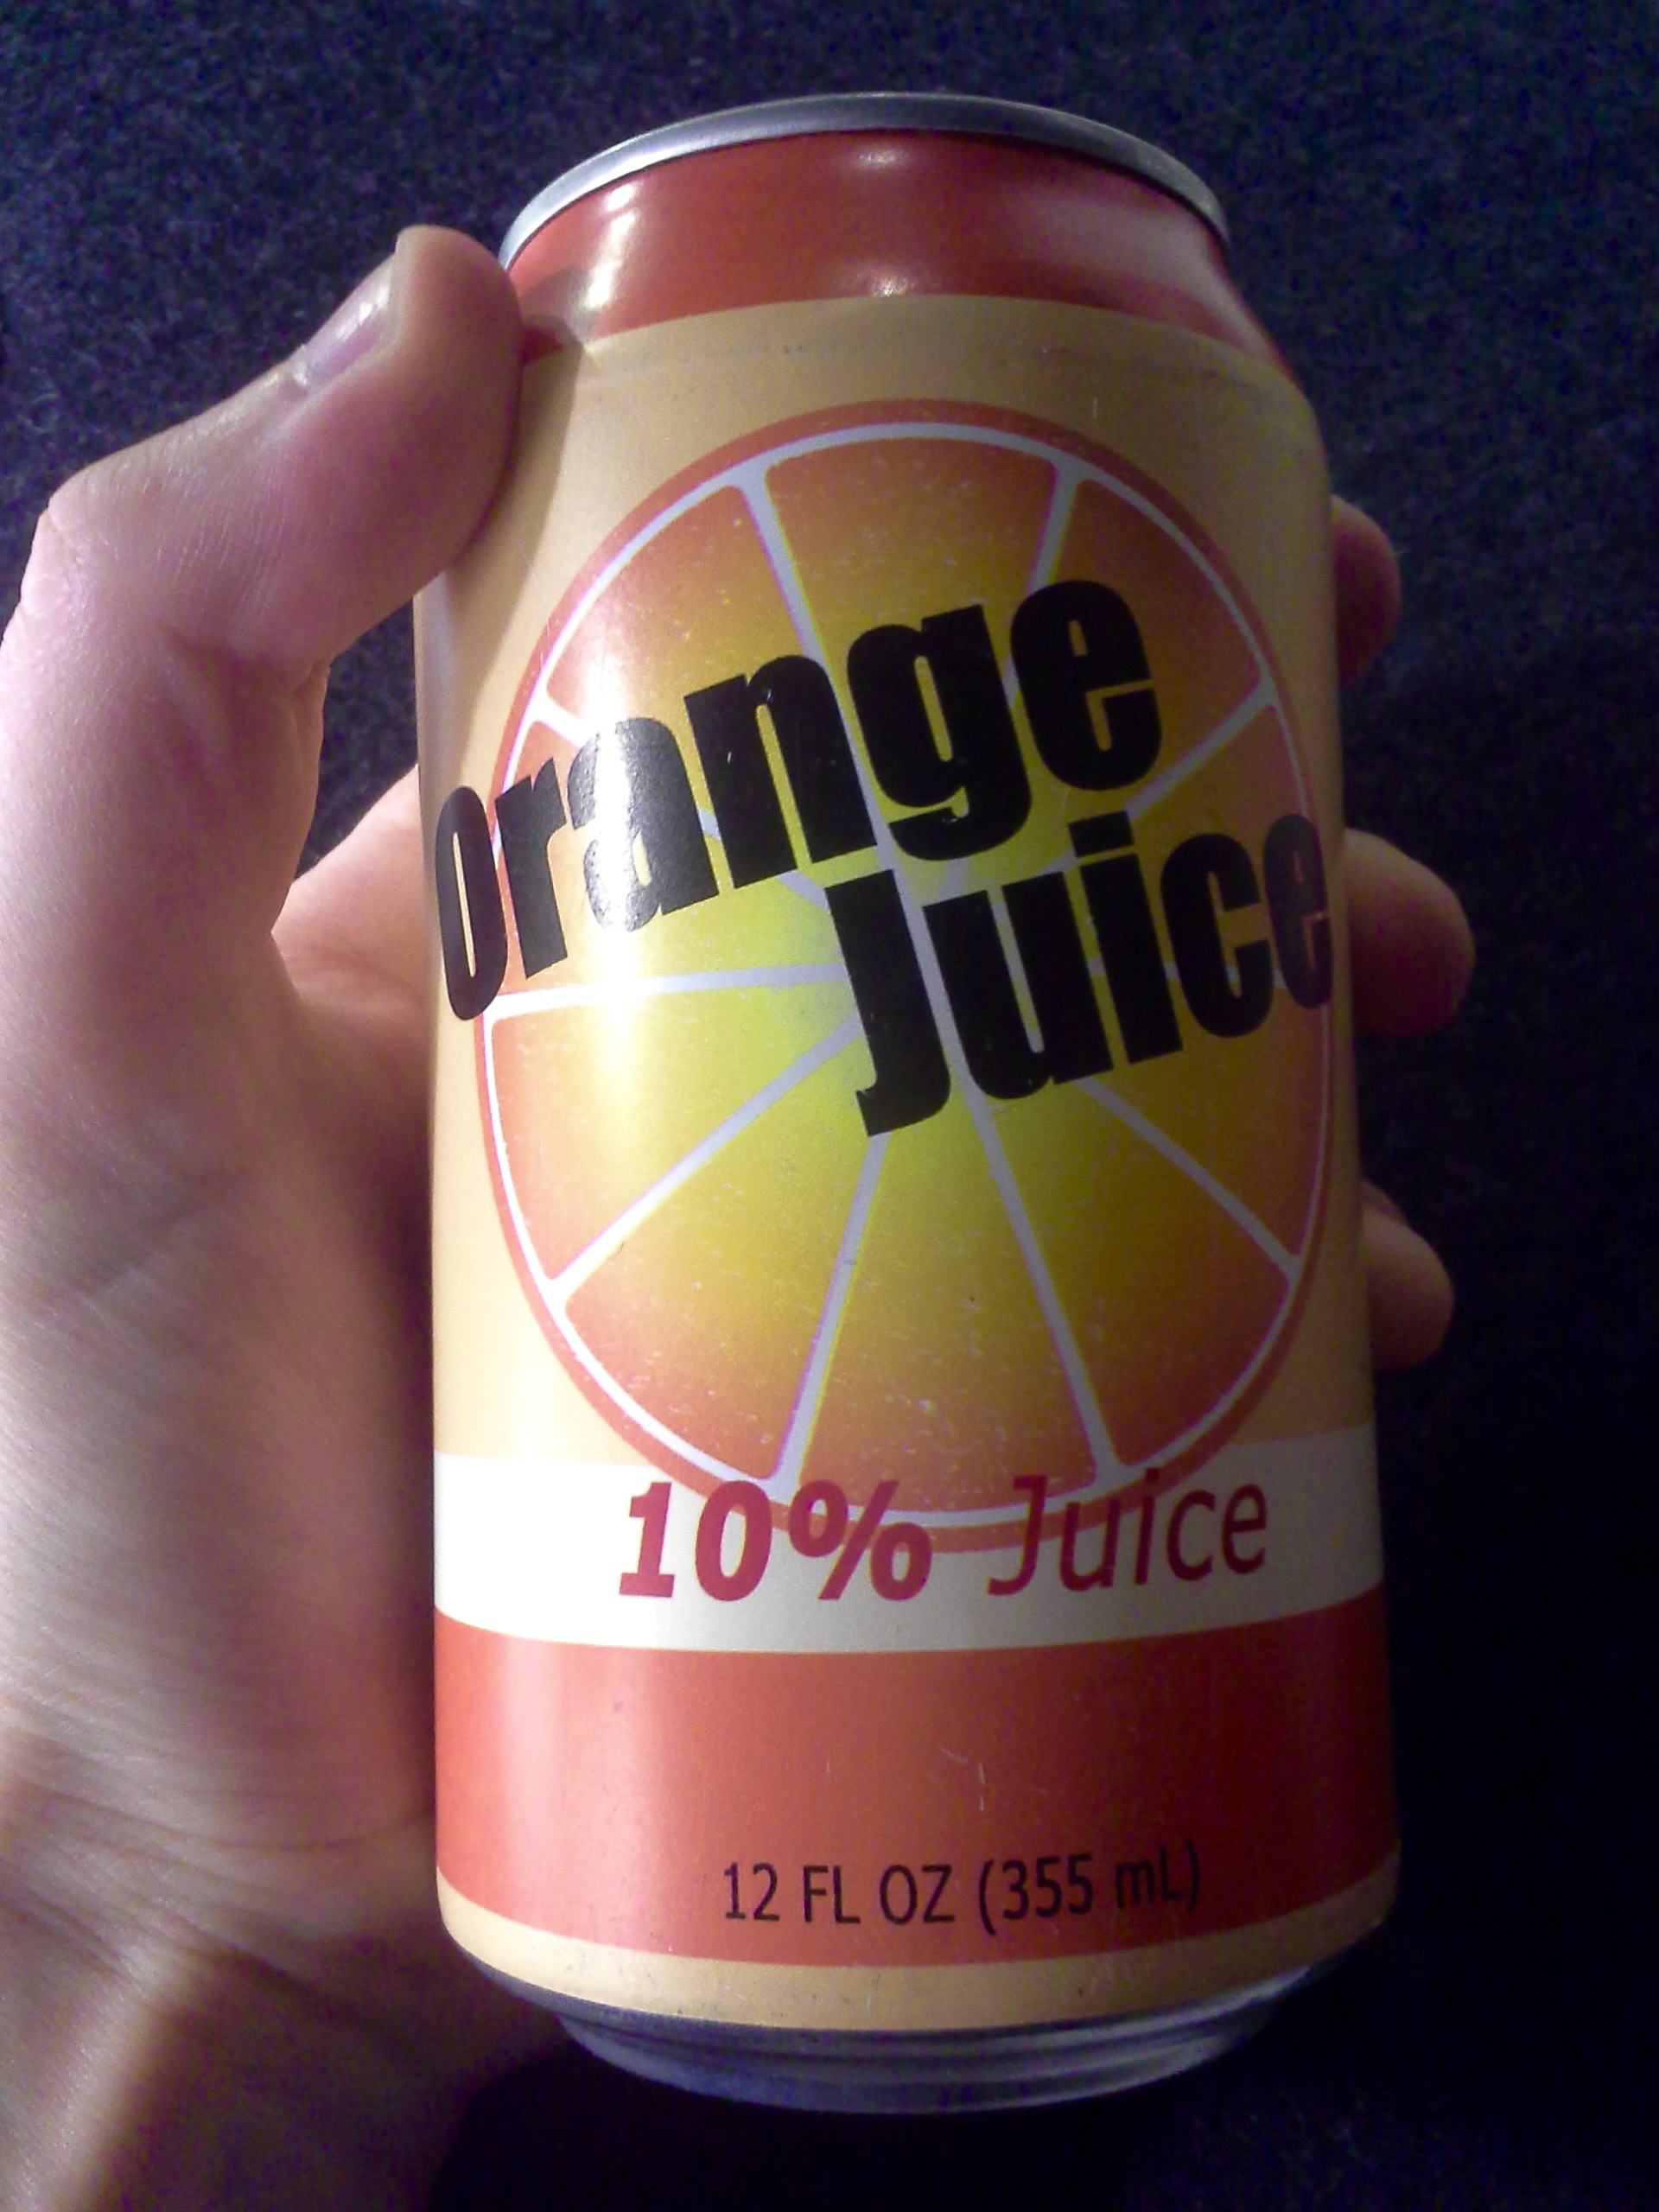 orange
Juice
10% Juice
12 FL OZ (355 mL)